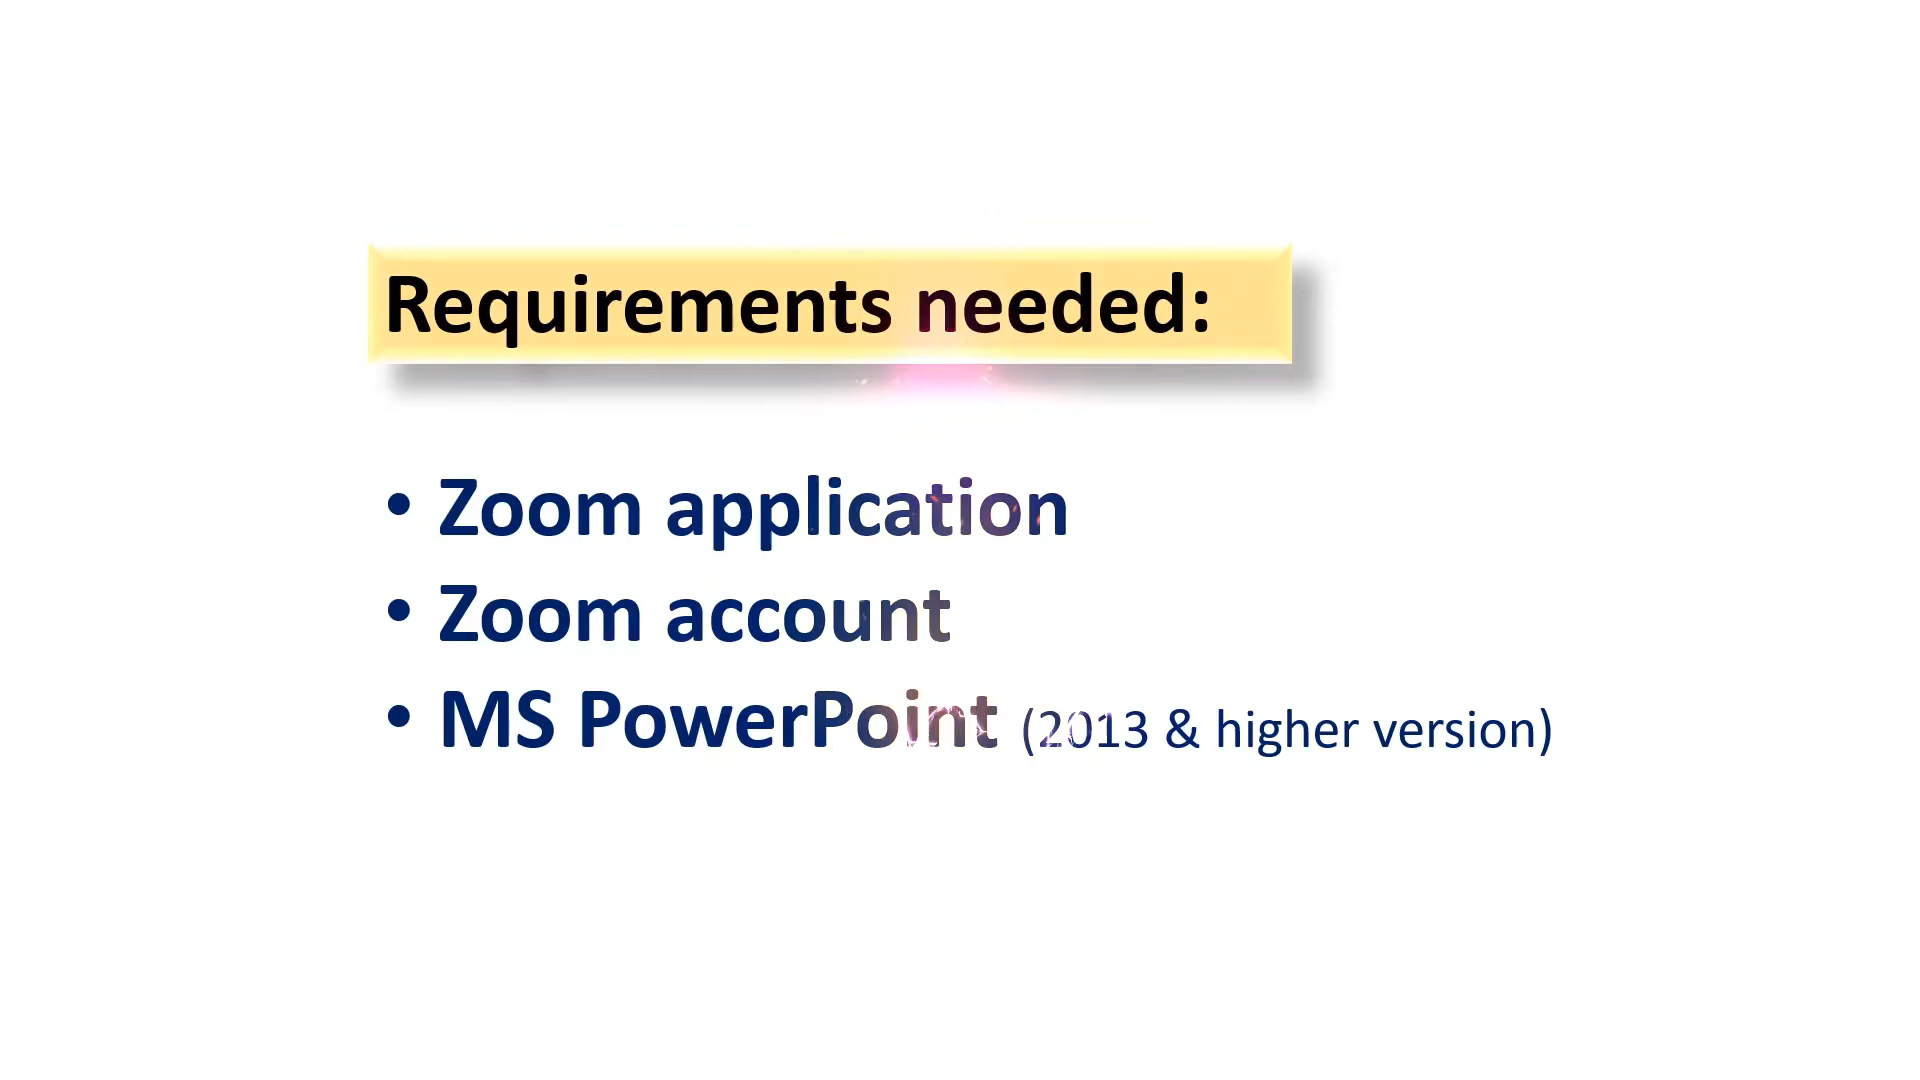 Requirements needed:
• Zoom application
• Zoom account
• MS PowerPoint (2013 & higher version)